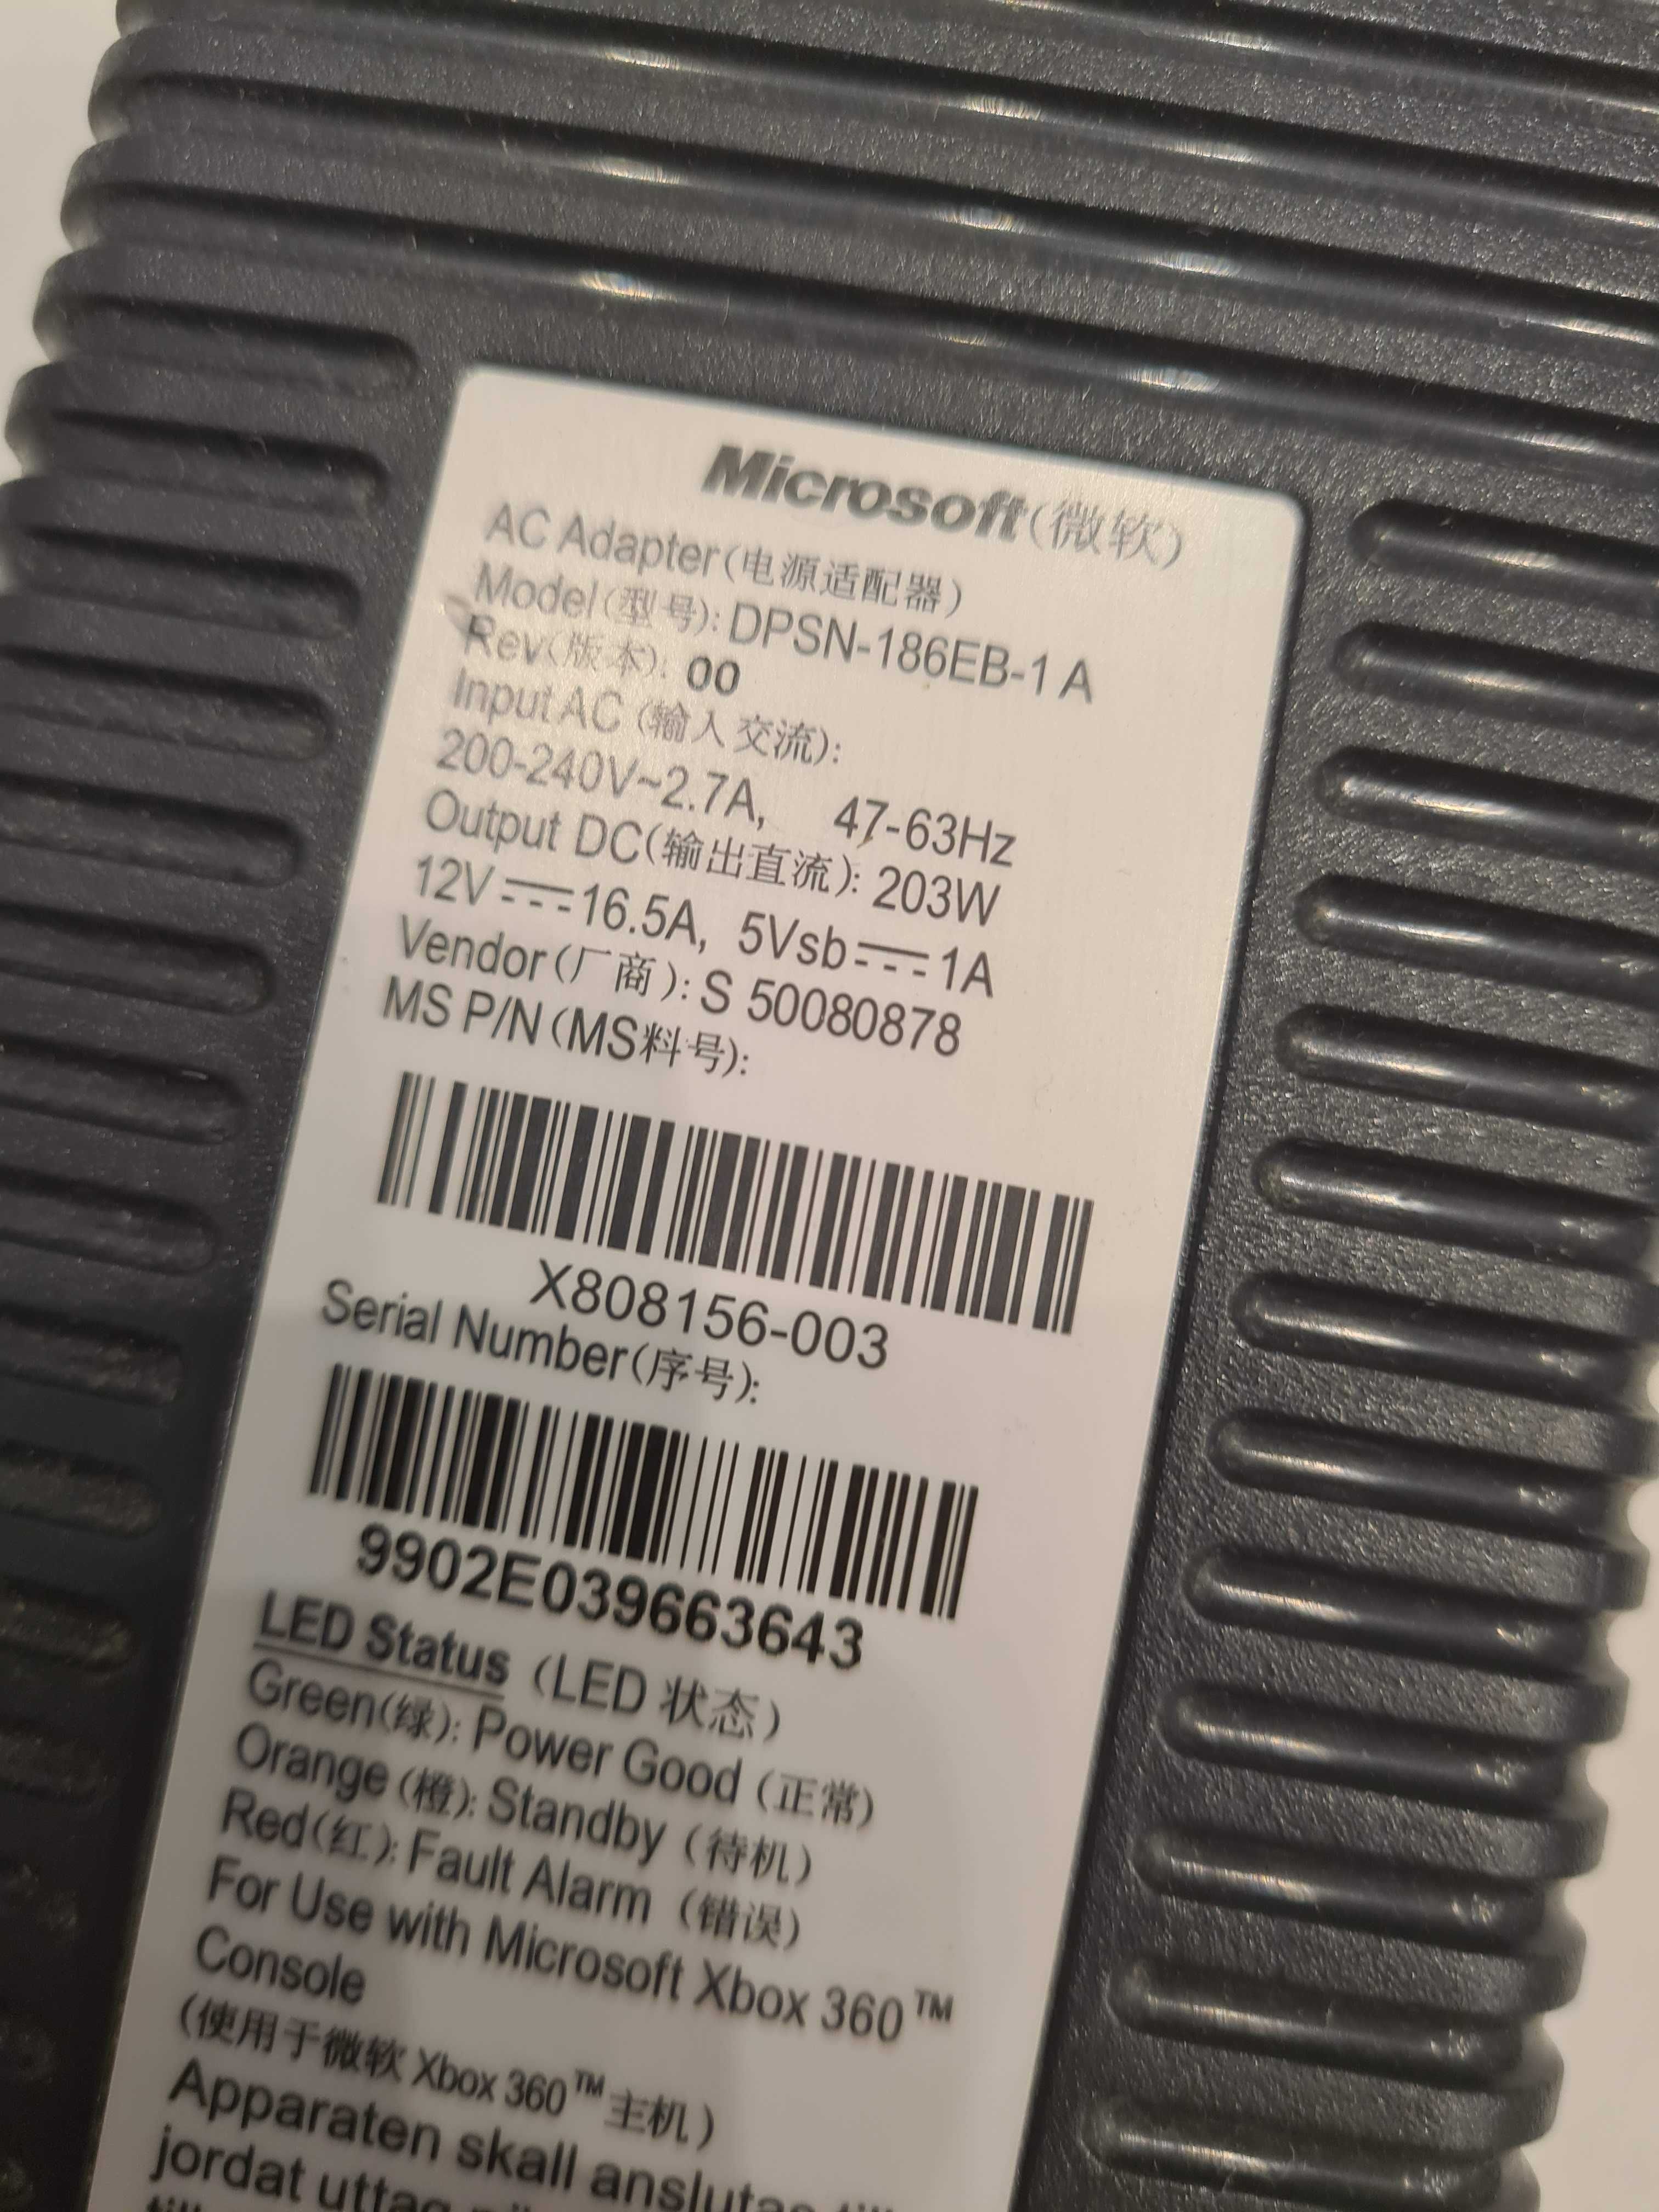 Microsoft(微软)
AC Adapter(电源适配器)
Model(型号): DPSN-186EB-1 A
Rev(版本): 00
Input AC (输入交流):
200-240V~2.7A, 47-63Hz
Output DC(输出直流): 203W
12V⎓16.5A, 5Vsb⎓1A
Vendor(厂商): S 50080878
MS P/N(MS料号):
X808156-003
Serial Number(序号):
9902E039663643
LED Status (LED 状态)
Green(绿): Power Good (正常)
Orange (橙): Standby (待机)
Red(红): Fault Alarm (错误)
For Use with Microsoft Xbox 360™
Console
(使用于微软 Xbox 360™主机)
Apparaten skall anslutas
jordat